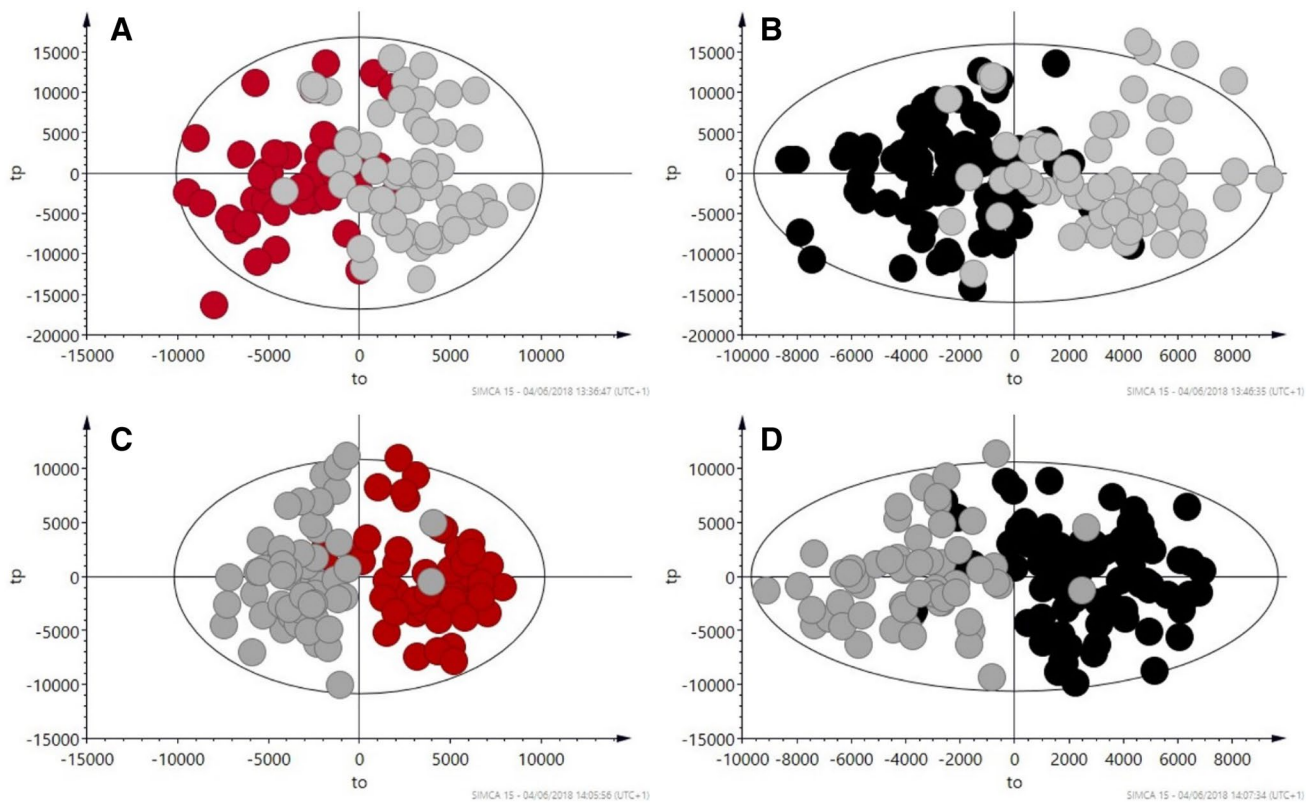 A
15000
10000
5000
0
-5000
-10000
-15000
-20000
tp
-15000 -10000 -5000 0 5000 10000
to
SIMCA 15 - 04/06/2018 13:36:47 (UTC+1)
B
15000
10000
5000
0
-5000
-10000
-15000
-20000
tp
-10000 -8000 -6000 -4000 -2000 0 2000 4000 6000 8000
to
SIMCA 15 - 04/06/2018 13:46:35 (UTC+1)
C
10000
5000
0
-5000
-10000
-15000
tp
-15000 -10000 -5000 0 5000 10000
to
SIMCA 15 - 04/06/2018 14:05:56 (UTC+1)
D
10000
5000
0
-5000
-10000
-15000
tp
-10000 -8000 -6000 -4000 -2000 0 2000 4000 6000 8000
to
SIMCA 15 - 04/06/2018 14:07:34 (UTC+1)